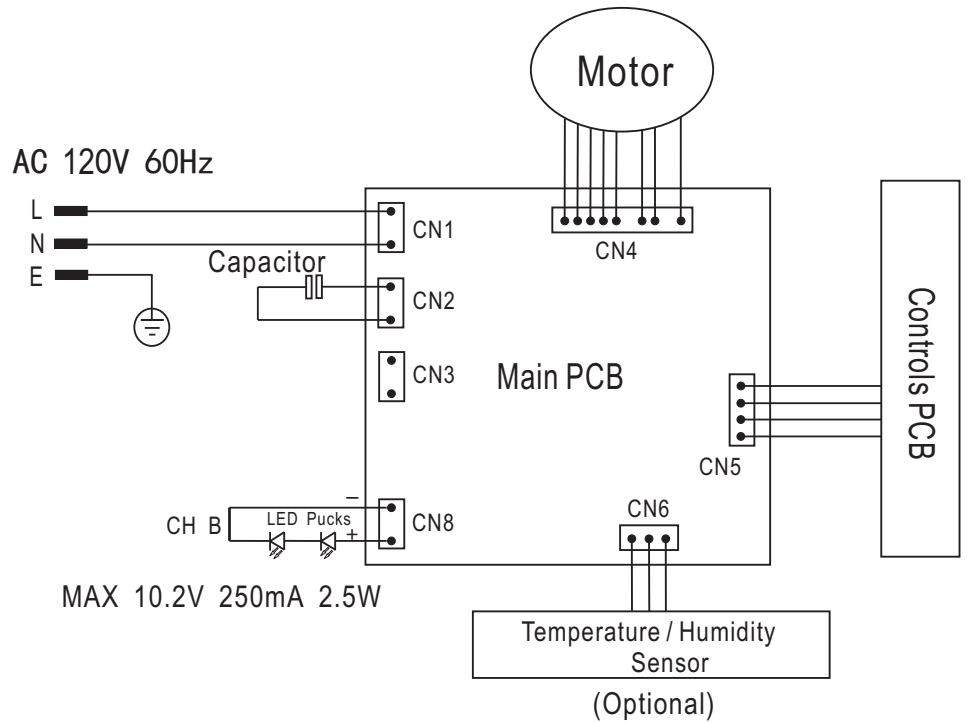 Motor
AC 120V 60Hz
L
N
E
CN1
CN4
Capacitor
CN2
CN3
Main PCB
Controls PCB
CN5
CN6
−
CH B
LED Pucks
+
CN8
MAX 10.2V 250mA 2.5W
Temperature / Humidity
Sensor
(Optional)